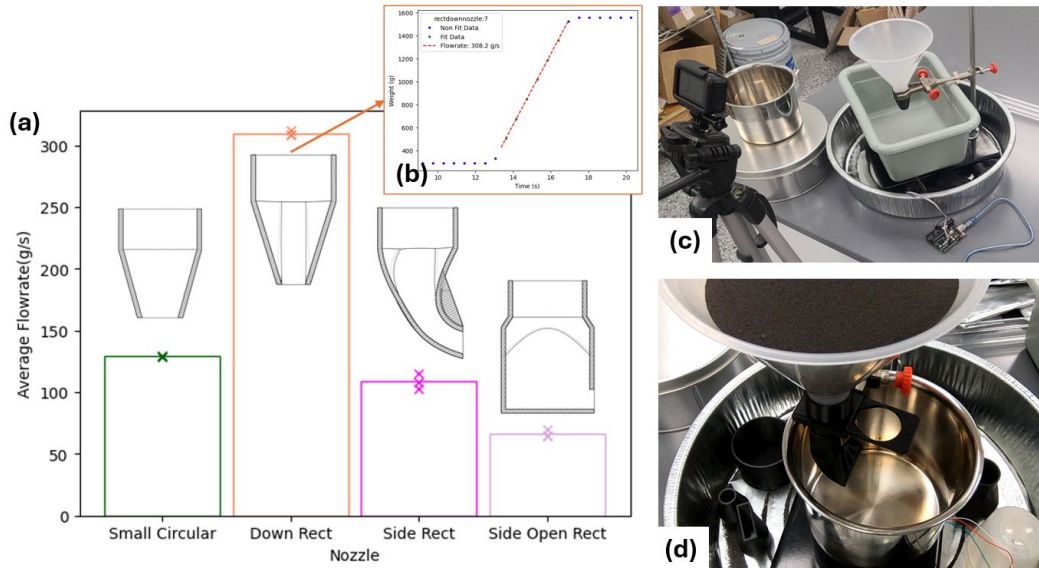 (a)
300
250
200
150
100
50
0
Average Flowrate(g/s)
Small Circular
Down Rect
Side Rect
Side Open Rect
Nozzle
(b)
1600
1400
1200
1000
800
600
400
Weight (g)
rectdownnozzle:7
Non Fit Data
Fit Data
Flowrate: 308.2 g/s
10
12
14
16
18
20
Time (s)
(c)
(d)